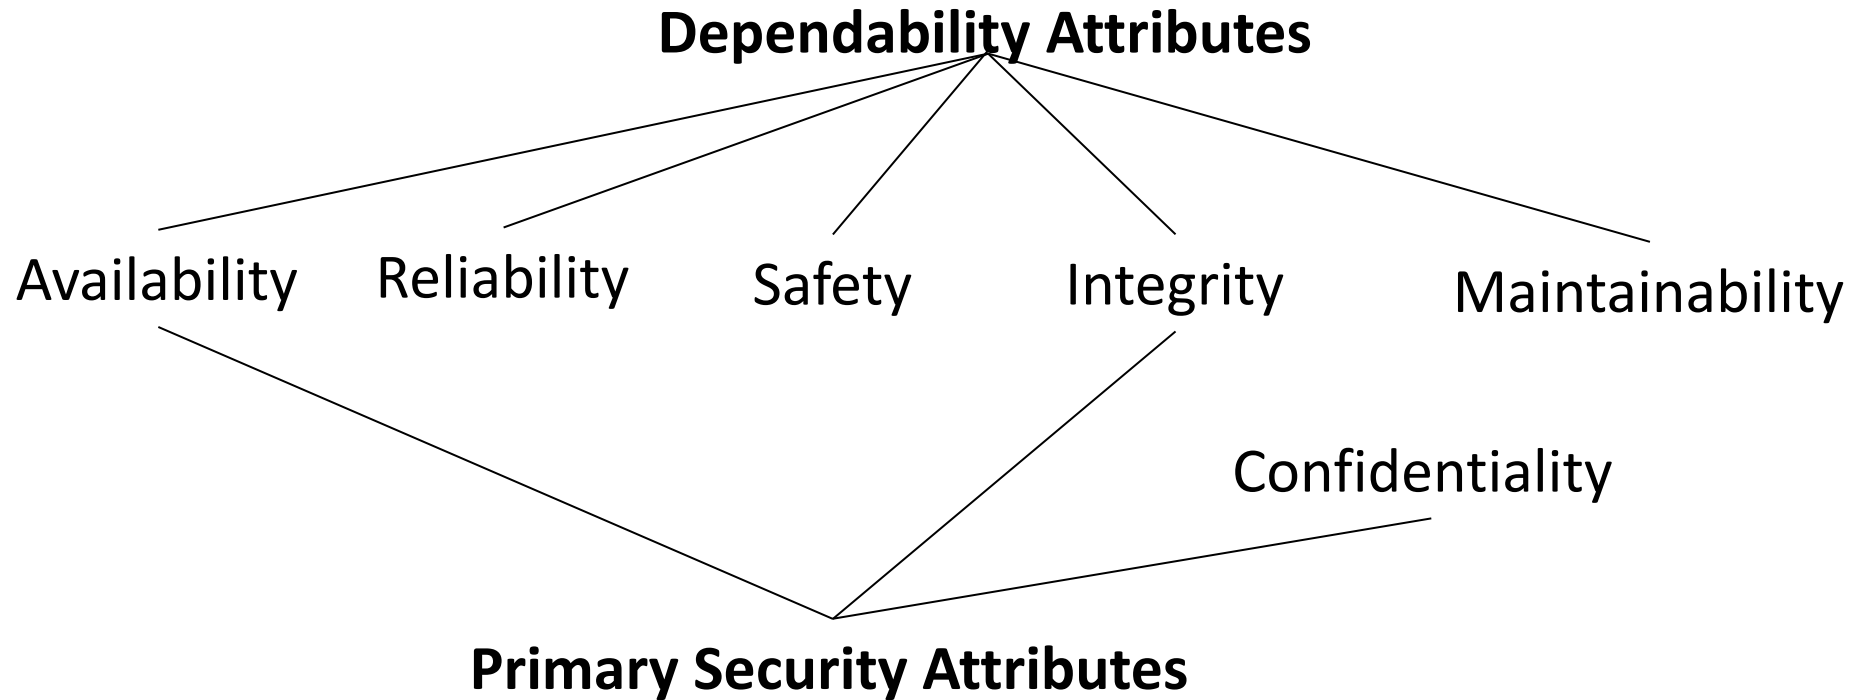 Dependability Attributes
Availability
Reliability
Safety
Integrity
Maintainability
Confidentiality
Primary Security Attributes